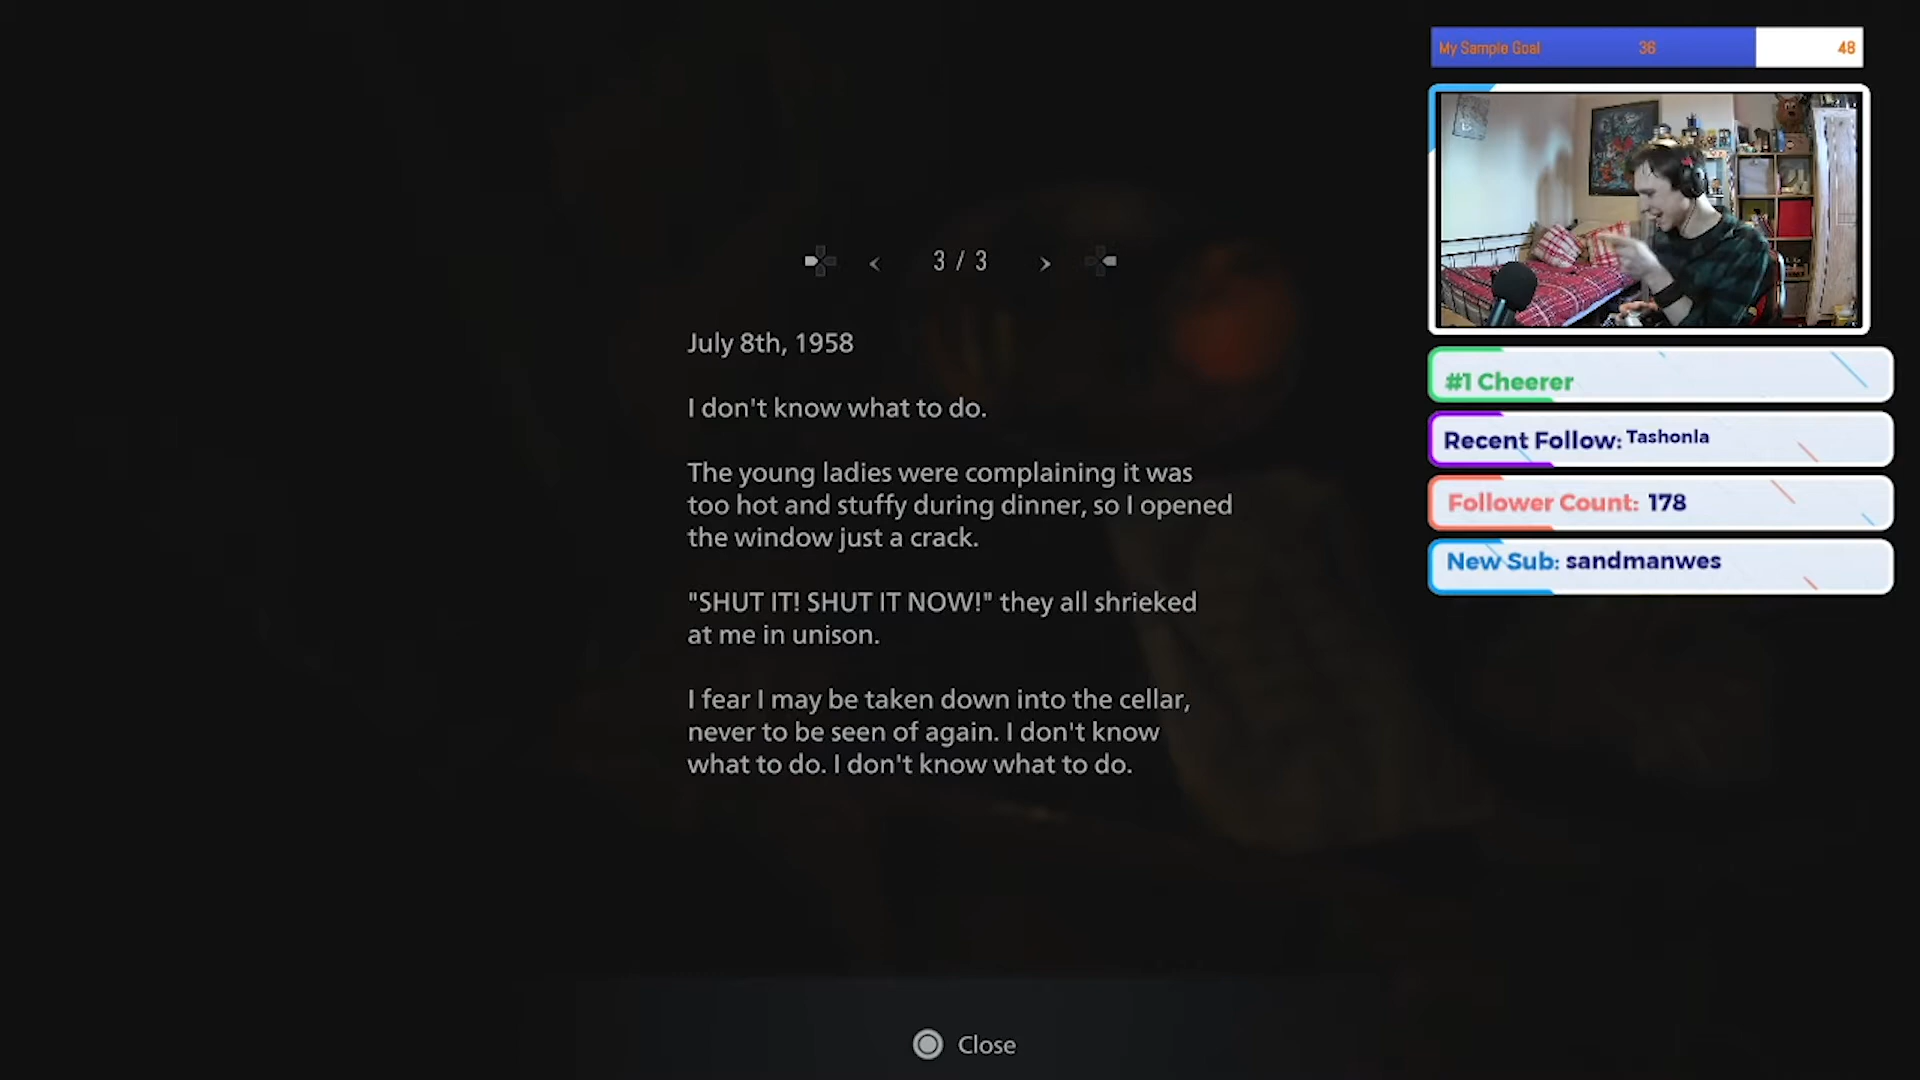 My Sample Goal 36 48
3 / 3
July 8th, 1958
I don't know what to do.
The young ladies were complaining it was
too hot and stuffy during dinner, so I opened
the window just a crack.
"SHUT IT! SHUT IT NOW!" they all shrieked
at me in unison.
I fear I may be taken down into the cellar,
never to be seen of again. I don't know
what to do. I don't know what to do.
Close
#1 Cheerer
Recent Follow: Tashonla
Follower Count: 178
New Sub: sandmanwes